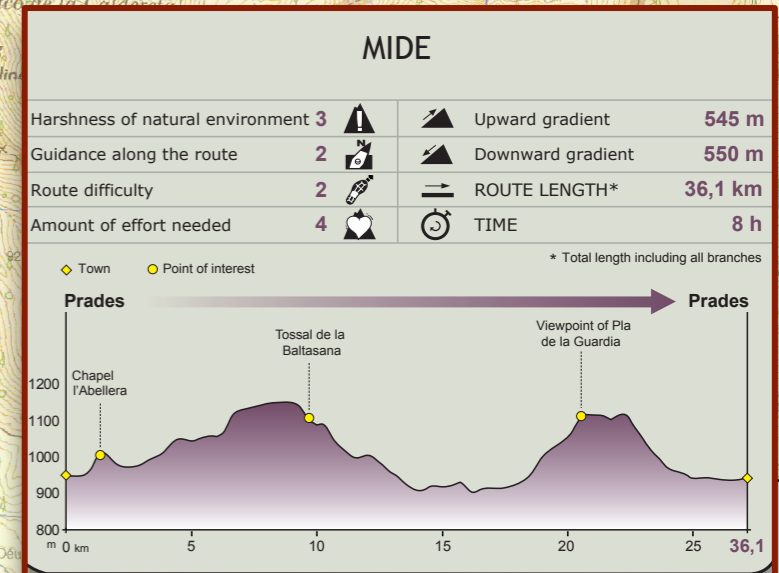 MIDE
Harshness of natural environment 3
Upward gradient 545 m
Guidance along the route 2
N
Downward gradient 550 m
Route difficulty 2
ROUTE LENGTH* 36,1 km
Amount of effort needed 4
TIME 8 h
* Total length including all branches
Town
Point of interest
Prades
Prades
Chapel
l'Abellera
Tossal de la
Baltasana
Viewpoint of Pla
de la Guardia
1200
1100
1000
900
800
m 0 km 5 10 15 20 25 36,1